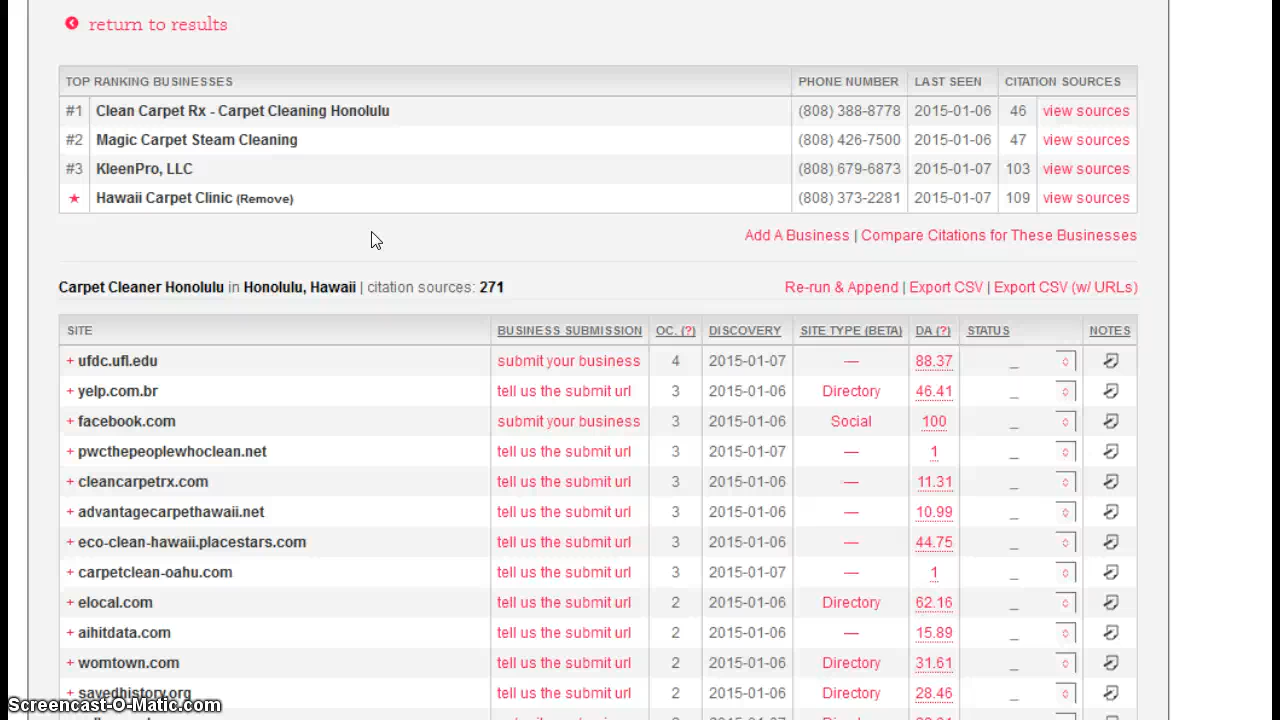 return to results
TOP RANKING BUSINESSES PHONE NUMBER LAST SEEN CITATION SOURCES
#1 Clean Carpet Rx - Carpet Cleaning Honolulu (808) 388-8778 2015-01-06 46 view sources
#2 Magic Carpet Steam Cleaning (808) 426-7500 2015-01-06 47 view sources
#3 KleenPro, LLC (808) 679-6873 2015-01-07 103 view sources
★ Hawaii Carpet Clinic (Remove) (808) 373-2281 2015-01-07 109 view sources
Add A Business | Compare Citations for These Businesses
Carpet Cleaner Honolulu in Honolulu, Hawaii | citation sources: 271 Re-run & Append | Export CSV | Export CSV (w/ URLs)
SITE BUSINESS SUBMISSION OC. (?) DISCOVERY SITE TYPE (BETA) DA (?) STATUS NOTES
+ ufdc.ufl.edu submit your business 4 2015-01-07 — 88.37 _
+ yelp.com.br tell us the submit url 3 2015-01-06 Directory 46.41 _
+ facebook.com submit your business 3 2015-01-06 Social 100 _
+ pwcthepeoplewhoclean.net tell us the submit url 3 2015-01-07 — 1 _
+ cleancarpetrx.com tell us the submit url 3 2015-01-06 — 11.31 _
+ advantagecarpethawaii.net tell us the submit url 3 2015-01-06 — 10.99 _
+ eco-clean-hawaii.placestars.com tell us the submit url 3 2015-01-06 — 44.75 _
+ carpetclean-oahu.com tell us the submit url 3 2015-01-07 — 1 _
+ elocal.com tell us the submit url 2 2015-01-06 Directory 62.16 _
+ aihitdata.com tell us the submit url 2 2015-01-06 — 15.89 _
+ womtown.com tell us the submit url 2 2015-01-06 Directory 31.61 _
+ savedhistory.org tell us the submit url 2 2015-01-06 Directory 28.46 _
Screencast-O-Matic.com